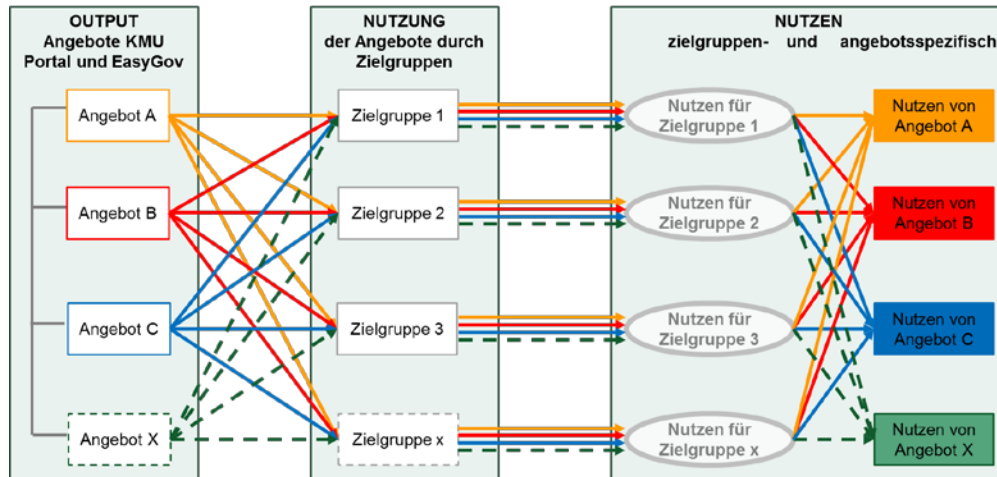 OUTPUT
Angebote KMU
Portal und EasyGov
Angebot A
Angebot B
Angebot C
Angebot X
NUTZUNG
der Angebote durch
Zielgruppen
Zielgruppe 1
Zielgruppe 2
Zielgruppe 3
Zielgruppe x
NUTZEN
zielgruppen- und angebotsspezifisch
Nutzen für
Zielgruppe 1
Nutzen für
Zielgruppe 2
Nutzen für
Zielgruppe 3
Nutzen für
Zielgruppe x
Nutzen von
Angebot A
Nutzen von
Angebot B
Nutzen von
Angebot C
Nutzen von
Angebot X